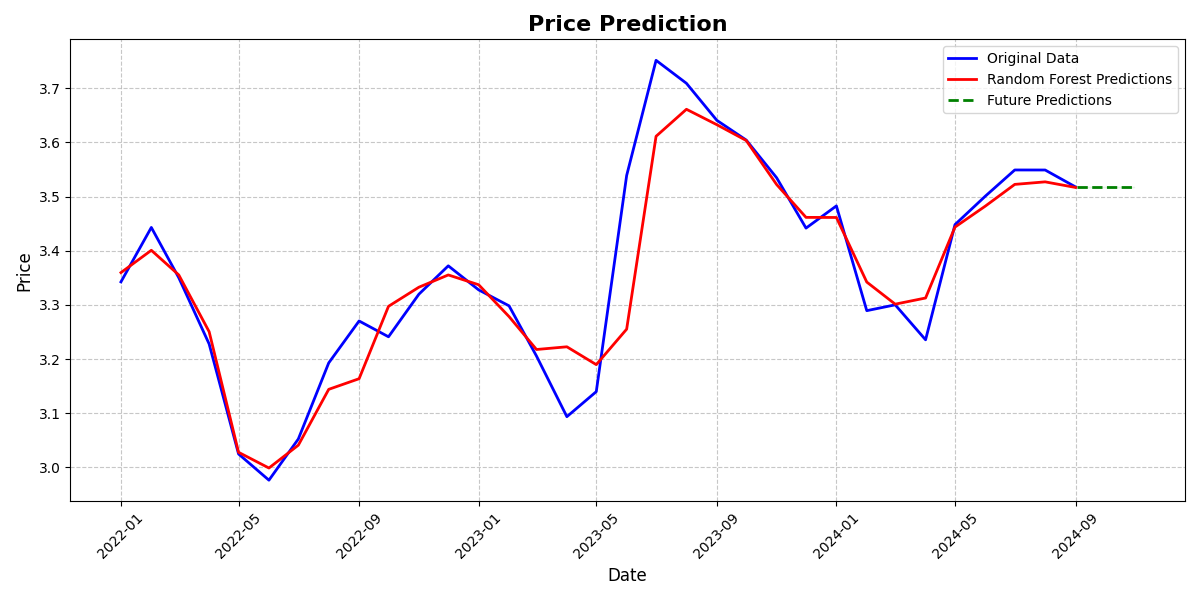 Price Prediction
Original Data
Random Forest Predictions
Future Predictions
Price
3.7
3.6
3.5
3.4
3.3
3.2
3.1
3.0
2022-01
2022-05
2022-09
2023-01
2023-05
2023-09
2024-01
2024-05
2024-09
Date